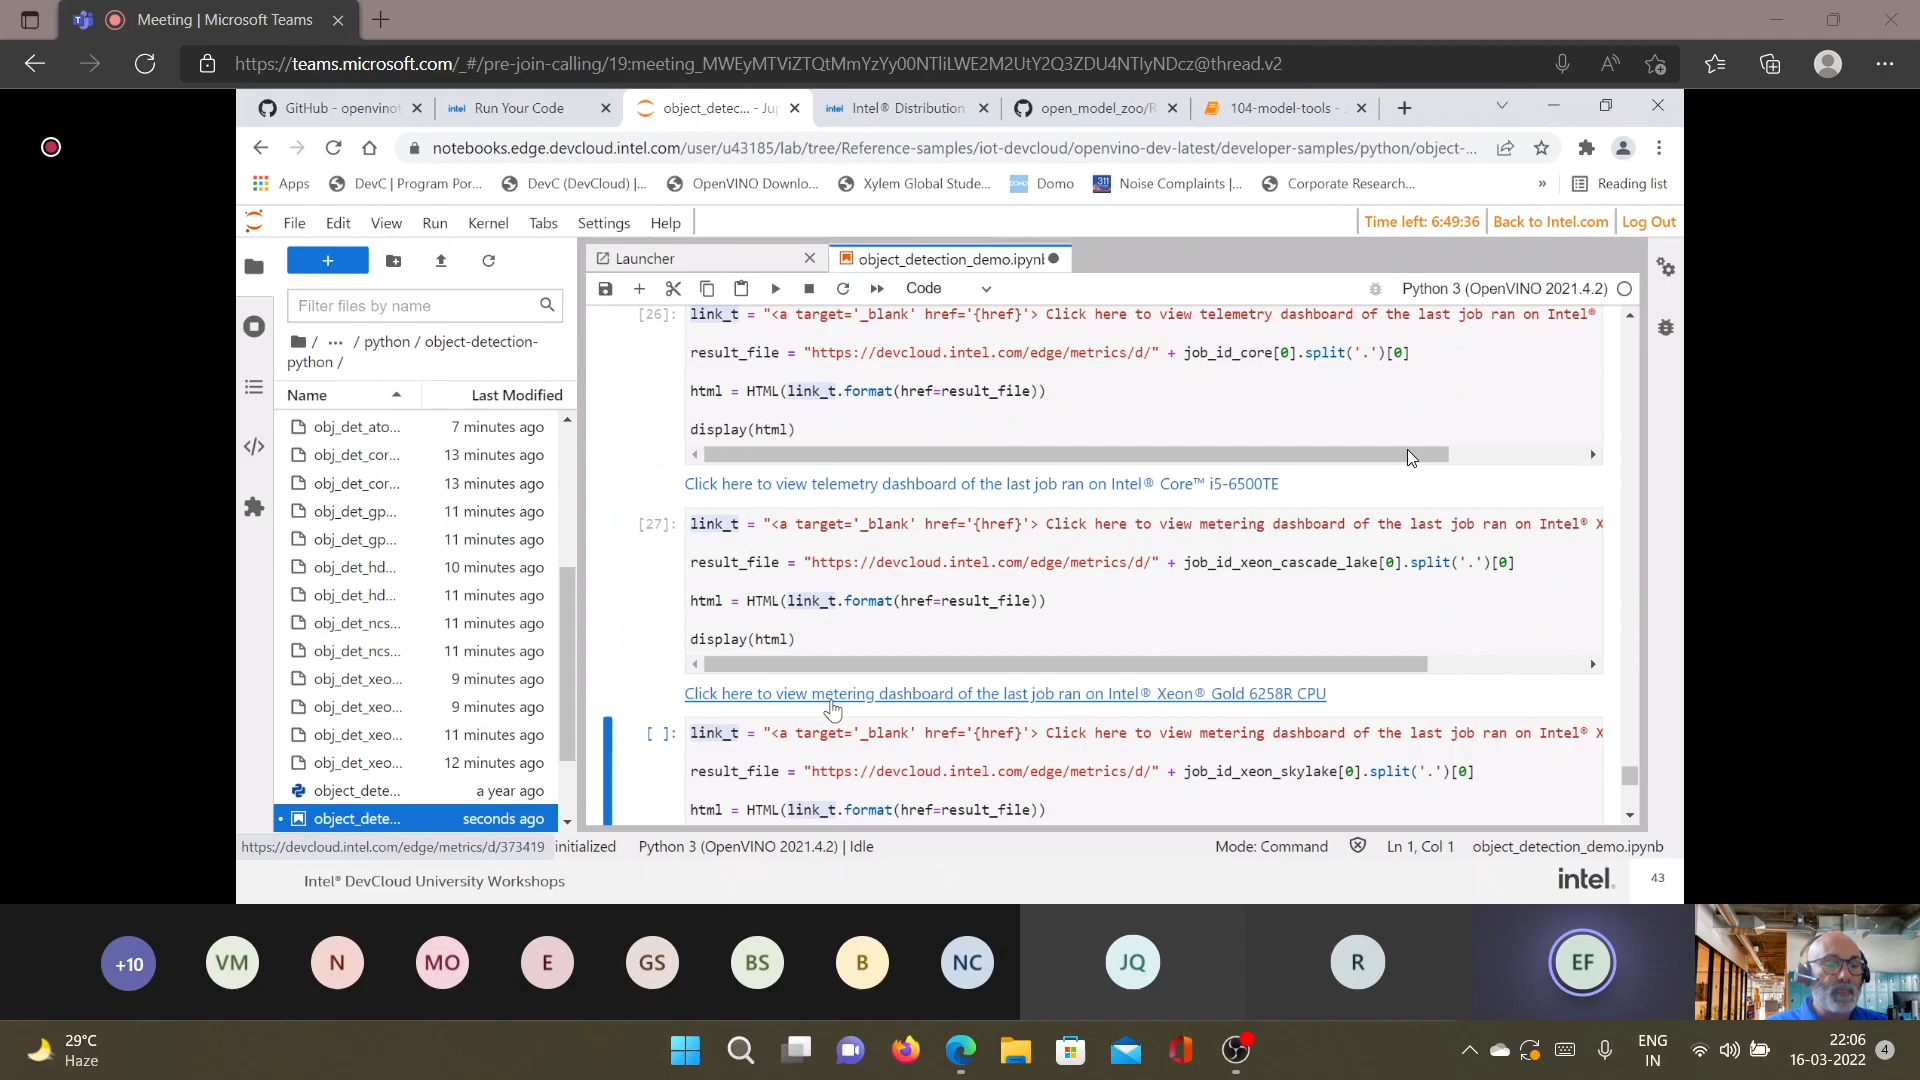 Meeting | Microsoft Teams
https://teams.microsoft.com/_#/pre-join-calling/19:meeting_MWEyMTViZTQtMmYzYy00NTliLWE2M2UtY2Q3ZDU4NTIyNDcz@thread.v2
GitHub - openvinot
intel Run Your Code
object_detec... - Jup
intel Intel® Distribution
open_model_zoo/R
104-model-tools - J
notebooks.edge.devcloud.intel.com/user/u43185/lab/tree/Reference-samples/iot-devcloud/openvino-dev-latest/developer-samples/python/object-...
Apps
DevC | Program Por...
DevC (DevCloud) |...
OpenVINO Downlo...
Xylem Global Stude...
Domo
311 Noise Complaints |...
Corporate Research...
»
Reading list
File Edit View Run Kernel Tabs Settings Help
Time left: 6:49:36
Back to Intel.com
Log Out
Launcher
object_detection_demo.ipynl
Code
Python 3 (OpenVINO 2021.4.2)
Filter files by name
/ ··· / python / object-detection-
python /
Name Last Modified
obj_det_ato... 7 minutes ago
obj_det_cor... 13 minutes ago
obj_det_cor... 13 minutes ago
obj_det_gp... 11 minutes ago
obj_det_gp... 11 minutes ago
obj_det_hd... 10 minutes ago
obj_det_hd... 11 minutes ago
obj_det_ncs... 11 minutes ago
obj_det_ncs... 11 minutes ago
obj_det_xeo... 9 minutes ago
obj_det_xeo... 9 minutes ago
obj_det_xeo... 11 minutes ago
obj_det_xeo... 12 minutes ago
object_dete... a year ago
object_dete... seconds ago
[26]: link_t = "<a target='_blank' href='{href}'> Click here to view telemetry dashboard of the last job ran on Intel®
result_file = "https://devcloud.intel.com/edge/metrics/d/" + job_id_core[0].split('.')[0]
html = HTML(link_t.format(href=result_file))
display(html)
Click here to view telemetry dashboard of the last job ran on Intel® Core™ i5-6500TE
[27]: link_t = "<a target='_blank' href='{href}'> Click here to view metering dashboard of the last job ran on Intel® X
result_file = "https://devcloud.intel.com/edge/metrics/d/" + job_id_xeon_cascade_lake[0].split('.')[0]
html = HTML(link_t.format(href=result_file))
display(html)
Click here to view metering dashboard of the last job ran on Intel® Xeon® Gold 6258R CPU
[ ]: link_t = "<a target='_blank' href='{href}'> Click here to view metering dashboard of the last job ran on Intel® X
result_file = "https://devcloud.intel.com/edge/metrics/d/" + job_id_xeon_skylake[0].split('.')[0]
html = HTML(link_t.format(href=result_file))
https://devcloud.intel.com/edge/metrics/d/373419 initialized Python 3 (OpenVINO 2021.4.2) | Idle
Mode: Command
Ln 1, Col 1
object_detection_demo.ipynb
Intel® DevCloud University Workshops
intel.
43
+10 VM N MO E GS BS B NC JQ R EF
29°C
Haze
ENG
IN
22:06
16-03-2022
4